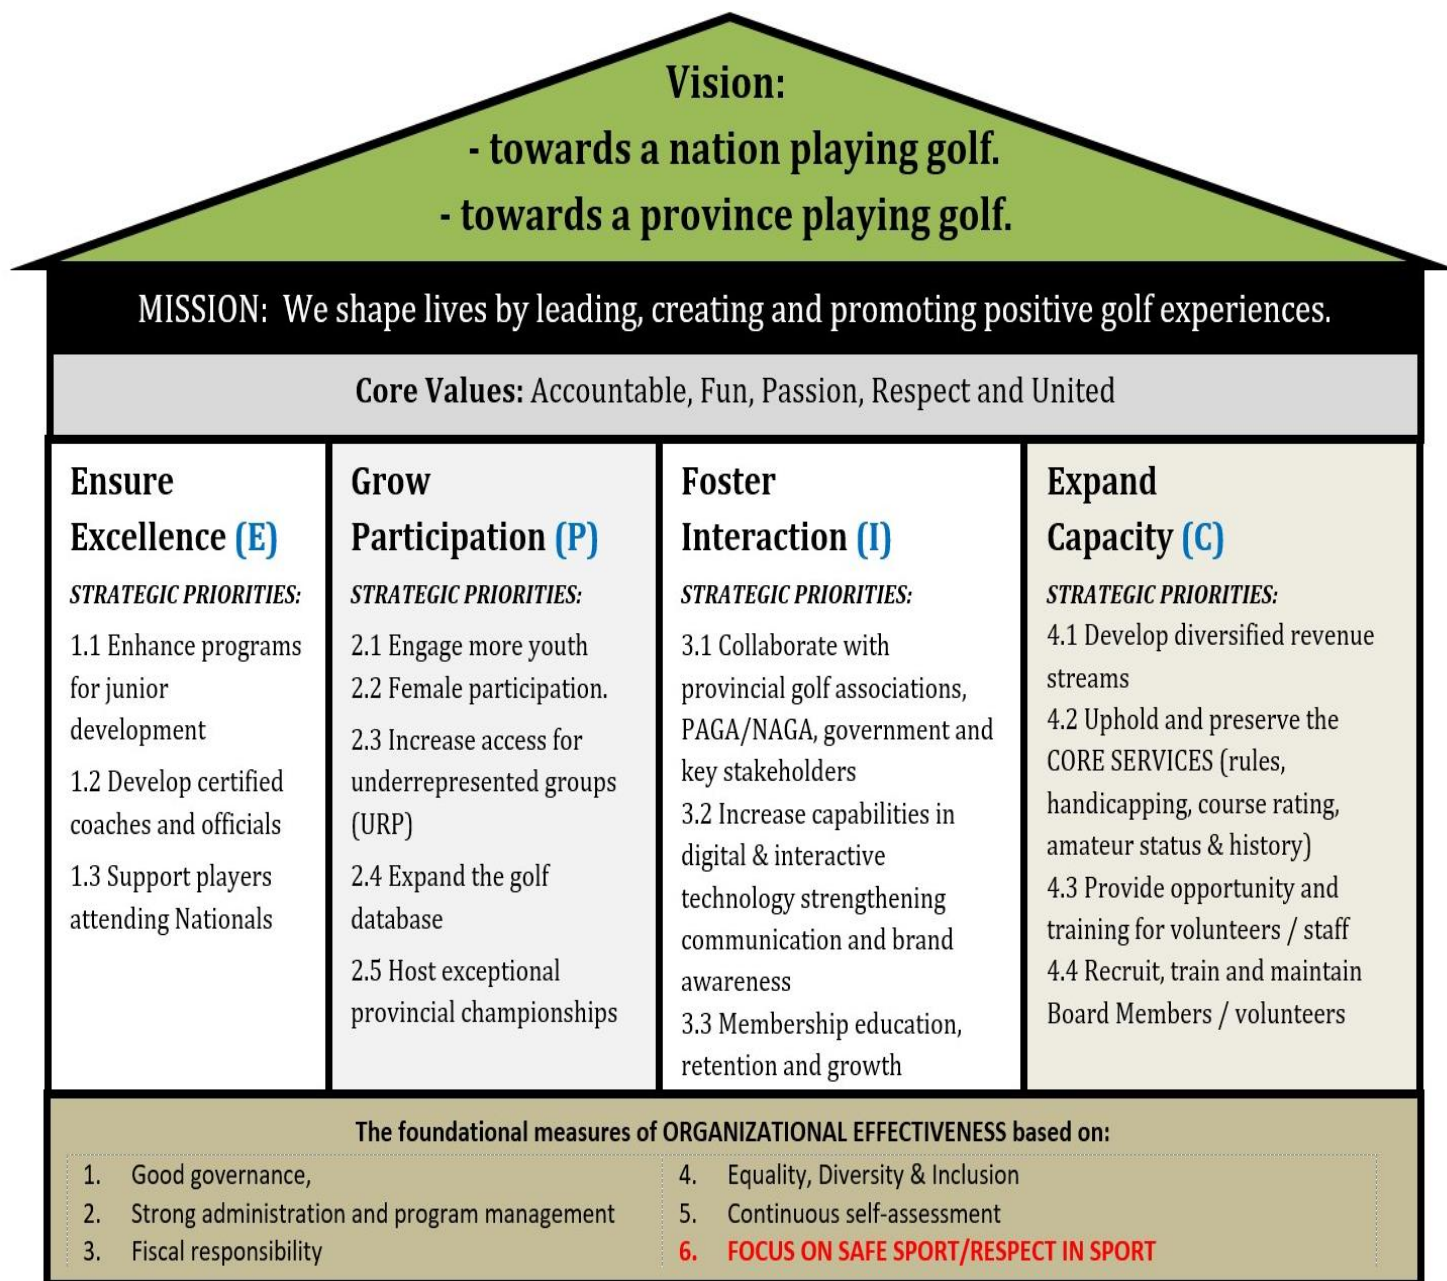 Vision:
- towards a nation playing golf.
- towards a province playing golf.
MISSION: We shape lives by leading, creating and promoting positive golf experiences.
Core Values: Accountable, Fun, Passion, Respect and United
Ensure
Excellence (E)
STRATEGIC PRIORITIES:
1.1 Enhance programs
for junior
development
1.2 Develop certified
coaches and officials
1.3 Support players
attending Nationals
Grow
Participation (P)
STRATEGIC PRIORITIES:
2.1 Engage more youth
2.2 Female participation.
2.3 Increase access for
underrepresented groups
(URP)
2.4 Expand the golf
database
2.5 Host exceptional
provincial championships
Foster
Interaction (I)
STRATEGIC PRIORITIES:
3.1 Collaborate with
provincial golf associations,
PAGA/NAGA, government and
key stakeholders
3.2 Increase capabilities in
digital & interactive
technology strengthening
communication and brand
awareness
3.3 Membership education,
retention and growth
Expand
Capacity (C)
STRATEGIC PRIORITIES:
4.1 Develop diversified revenue
streams
4.2 Uphold and preserve the
CORE SERVICES (rules,
handicapping, course rating,
amateur status & history)
4.3 Provide opportunity and
training for volunteers / staff
4.4 Recruit, train and maintain
Board Members / volunteers
The foundational measures of ORGANIZATIONAL EFFECTIVENESS based on:
1. Good governance,
2. Strong administration and program management
3. Fiscal responsibility
4. Equality, Diversity & Inclusion
5. Continuous self-assessment
6. FOCUS ON SAFE SPORT/RESPECT IN SPORT